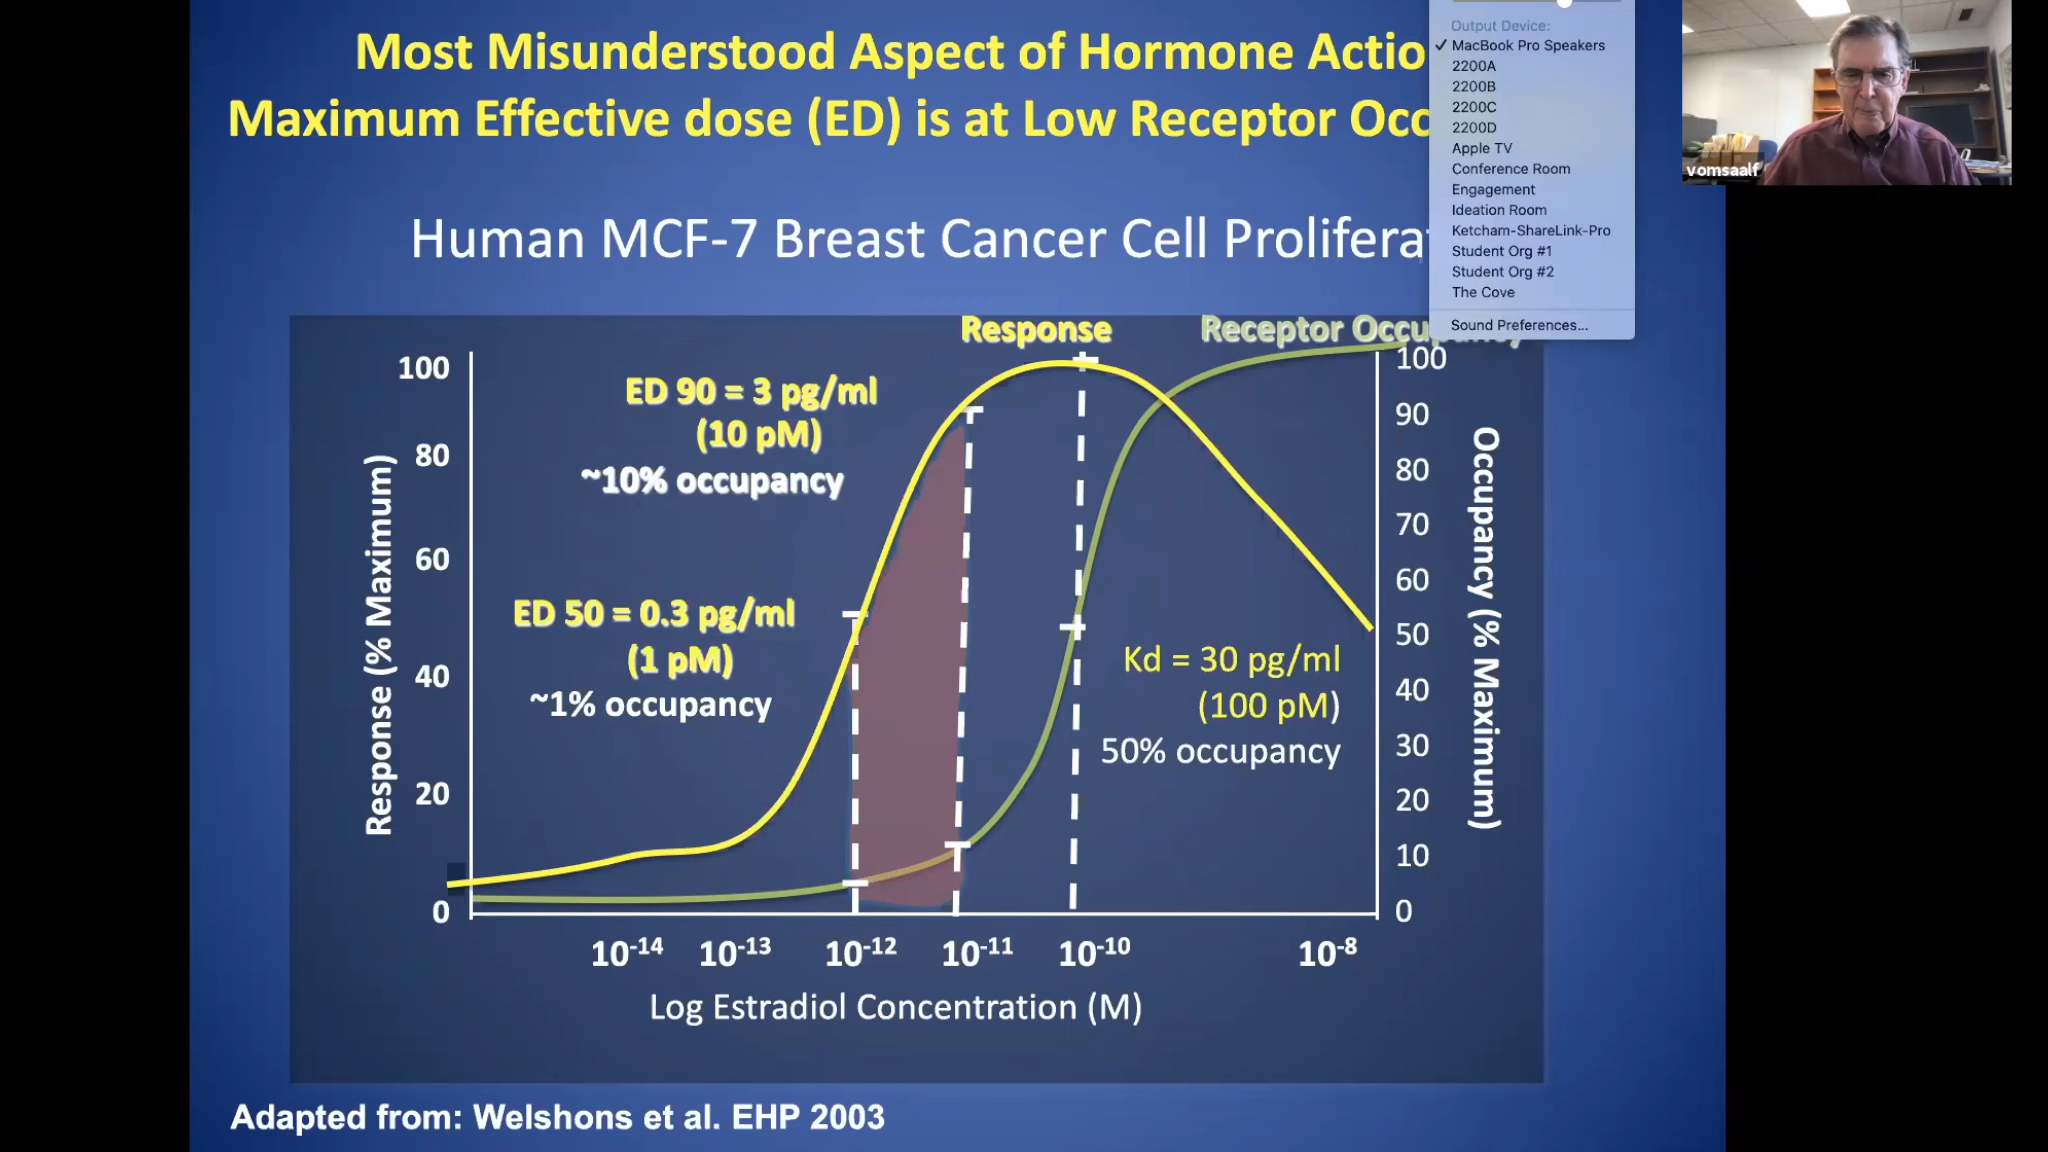 Most Misunderstood Aspect of Hormone Actio
Maximum Effective dose (ED) is at Low Receptor Occ
Human MCF-7 Breast Cancer Cell Prolifera
Output Device:
✓ MacBook Pro Speakers
2200A
2200B
2200C
2200D
Apple TV
Conference Room
Engagement
Ideation Room
Ketcham-ShareLink-Pro
Student Org #1
Student Org #2
The Cove
Sound Preferences...
vomsaalf
Response
Receptor Occupancy
Response (% Maximum)
100
80
60
40
20
0
ED 90 = 3 pg/ml
(10 pM)
~10% occupancy
ED 50 = 0.3 pg/ml
(1 pM)
~1% occupancy
Kd = 30 pg/ml
(100 pM)
50% occupancy
100
90
80
70
60
50
40
30
20
10
0
Occupancy (% Maximum)
10-14 10-13 10-12 10-11 10-10 10-8
Log Estradiol Concentration (M)
Adapted from: Welshons et al. EHP 2003